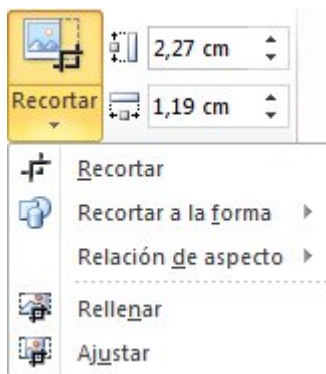 2,27 cm
Recortar
1,19 cm
Recortar
Recortar a la forma
Relación de aspecto
Rellenar
Ajustar